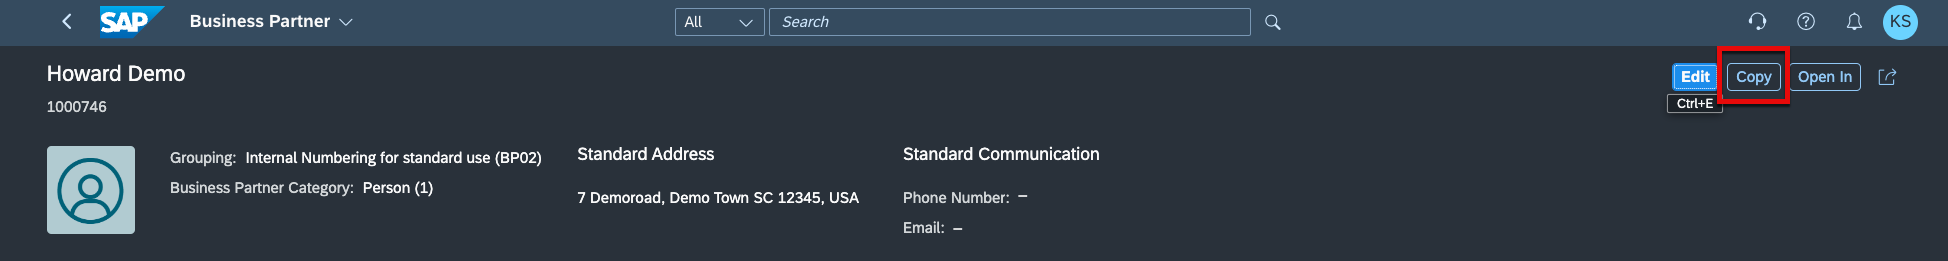 SAP Business Partner All Search KS
Howard Demo Edit Copy Open In
1000746 Ctrl+E
Grouping: Internal Numbering for standard use (BP02)
Business Partner Category: Person (1)
Standard Address
7 Demoroad, Demo Town SC 12345, USA
Standard Communication
Phone Number: –
Email: –